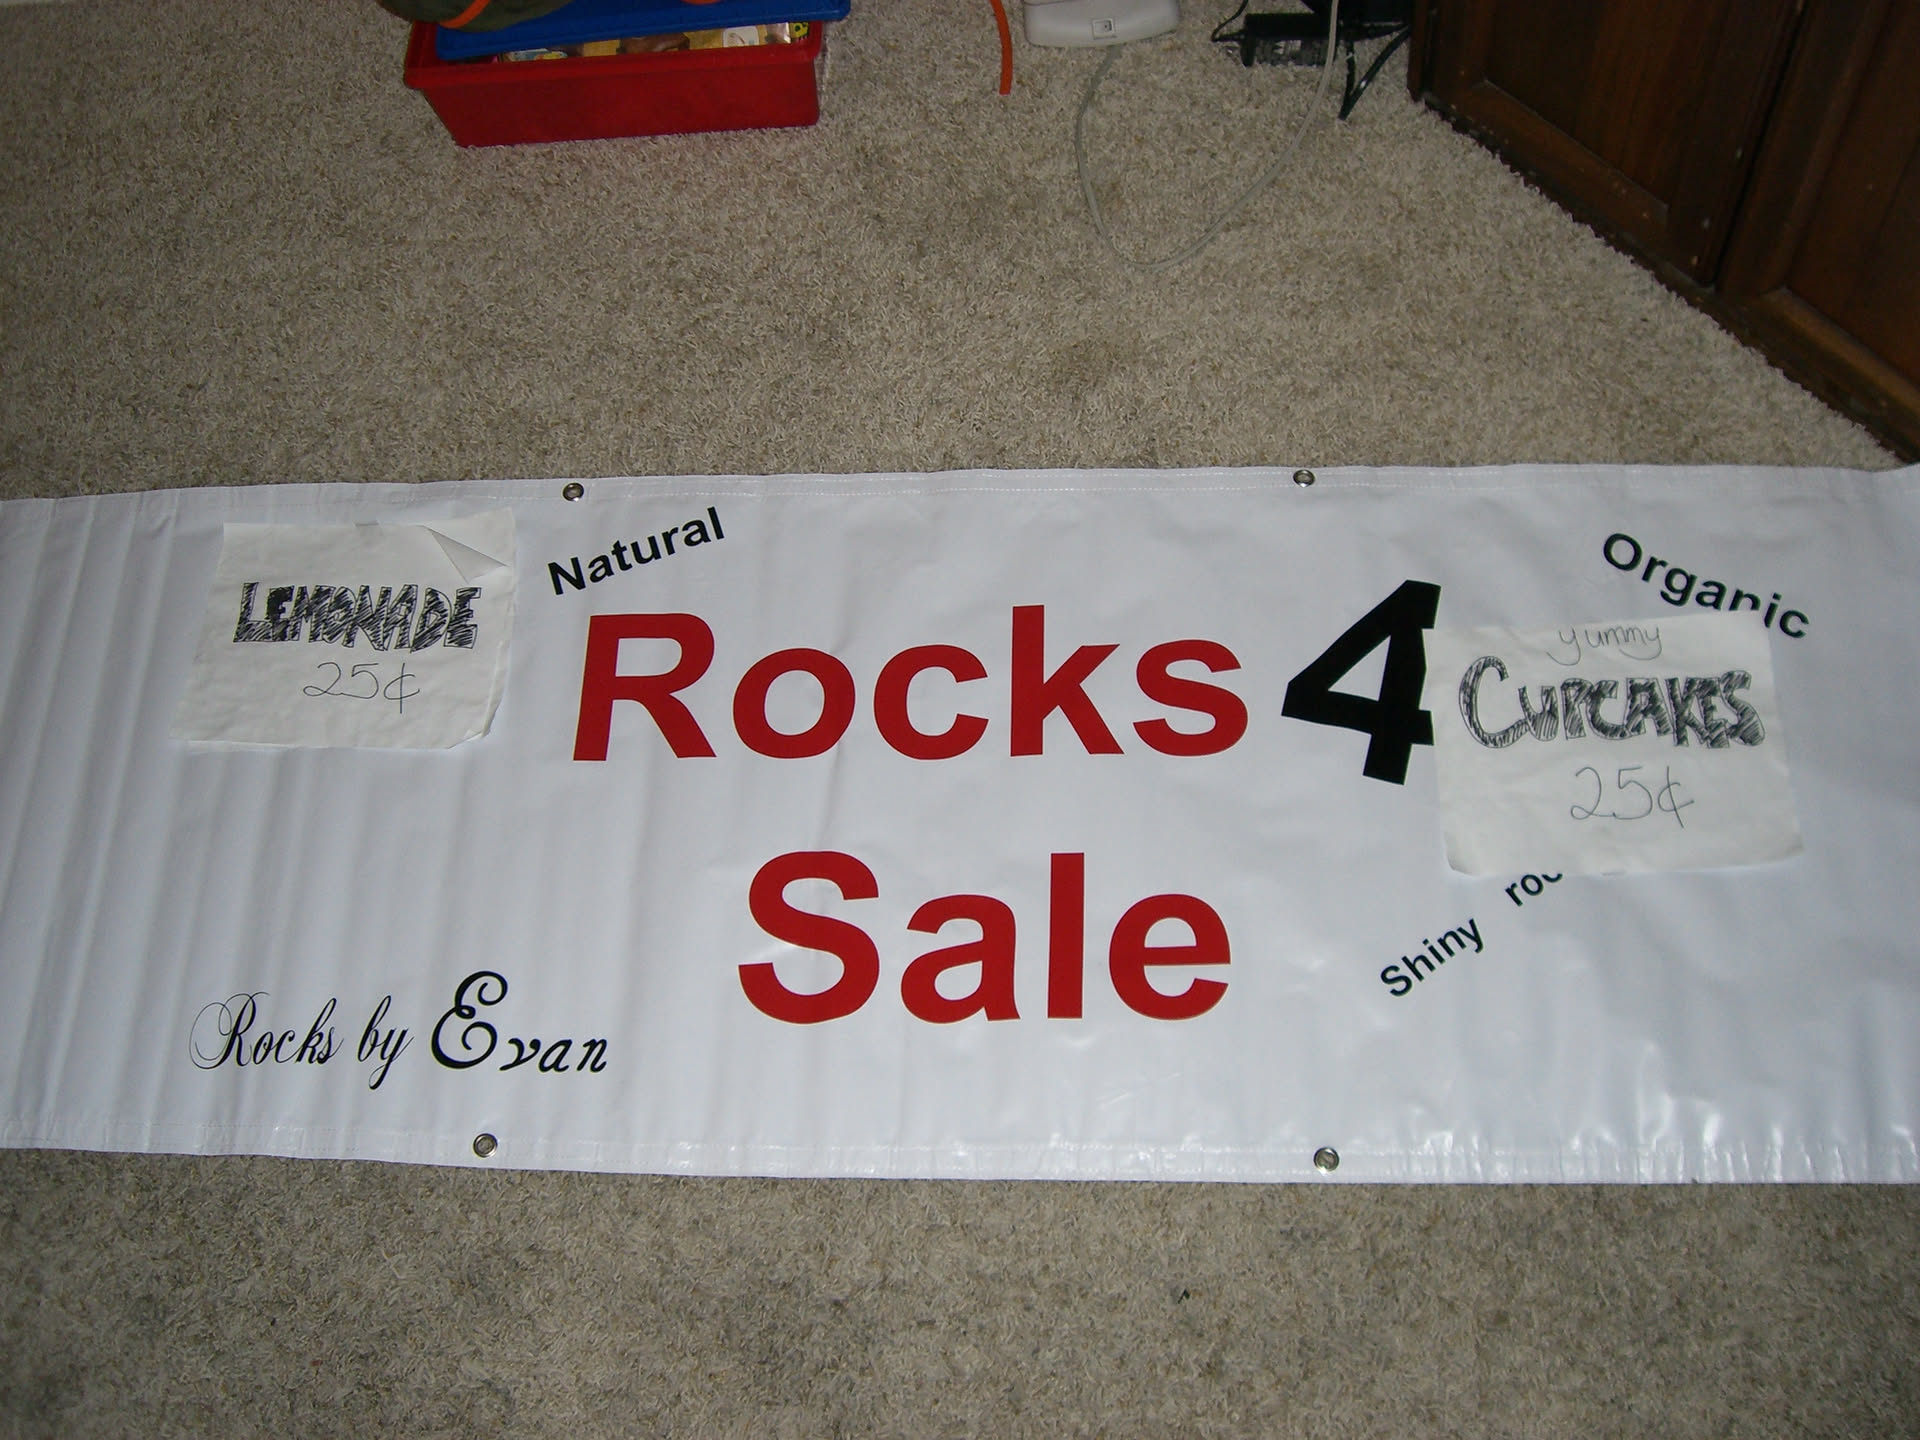 Natural
Organic
Rocks 4
Sale
LEMONADE
25¢
yummy
CUPCAKES
25¢
Shiny
Rocks by Evan